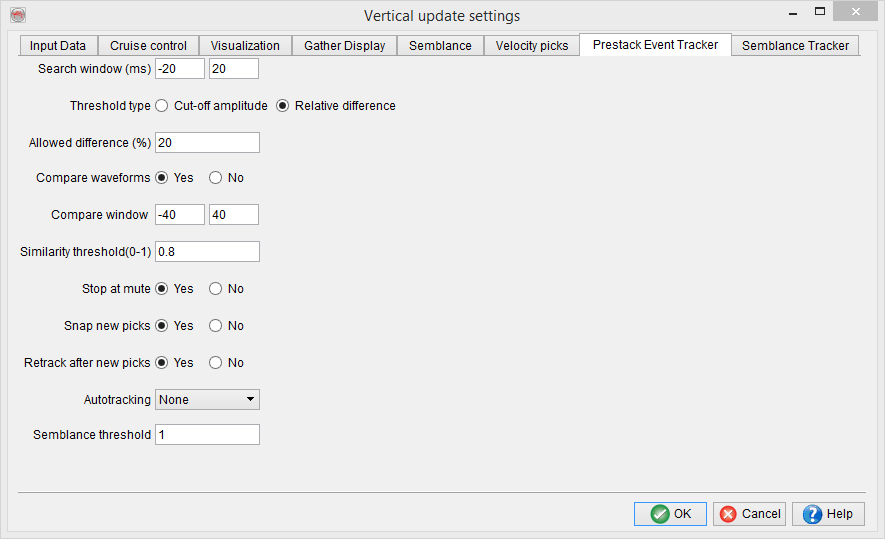 Vertical update settings
Input Data Cruise control Visualization Gather Display Semblance Velocity picks Prestack Event Tracker Semblance Tracker
Search window (ms) -20 20
Threshold type Cut-off amplitude Relative difference
Allowed difference (%) 20
Compare waveforms Yes No
Compare window -40 40
Similarity threshold(0-1) 0.8
Stop at mute Yes No
Snap new picks Yes No
Retrack after new picks Yes No
Autotracking None
Semblance threshold 1
OK Cancel Help